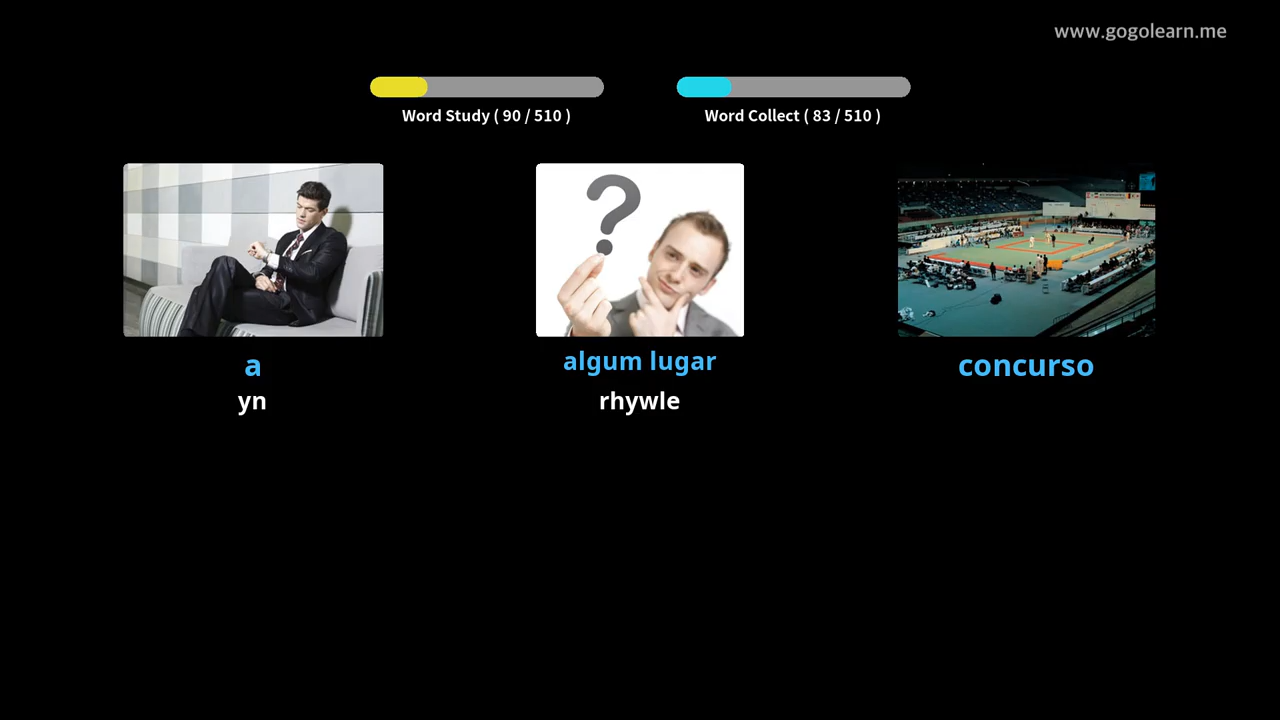 www.gogolearn.me
Word Study ( 90 / 510 )
Word Collect ( 83 / 510 )
a
yn
algum lugar
rhywle
concurso